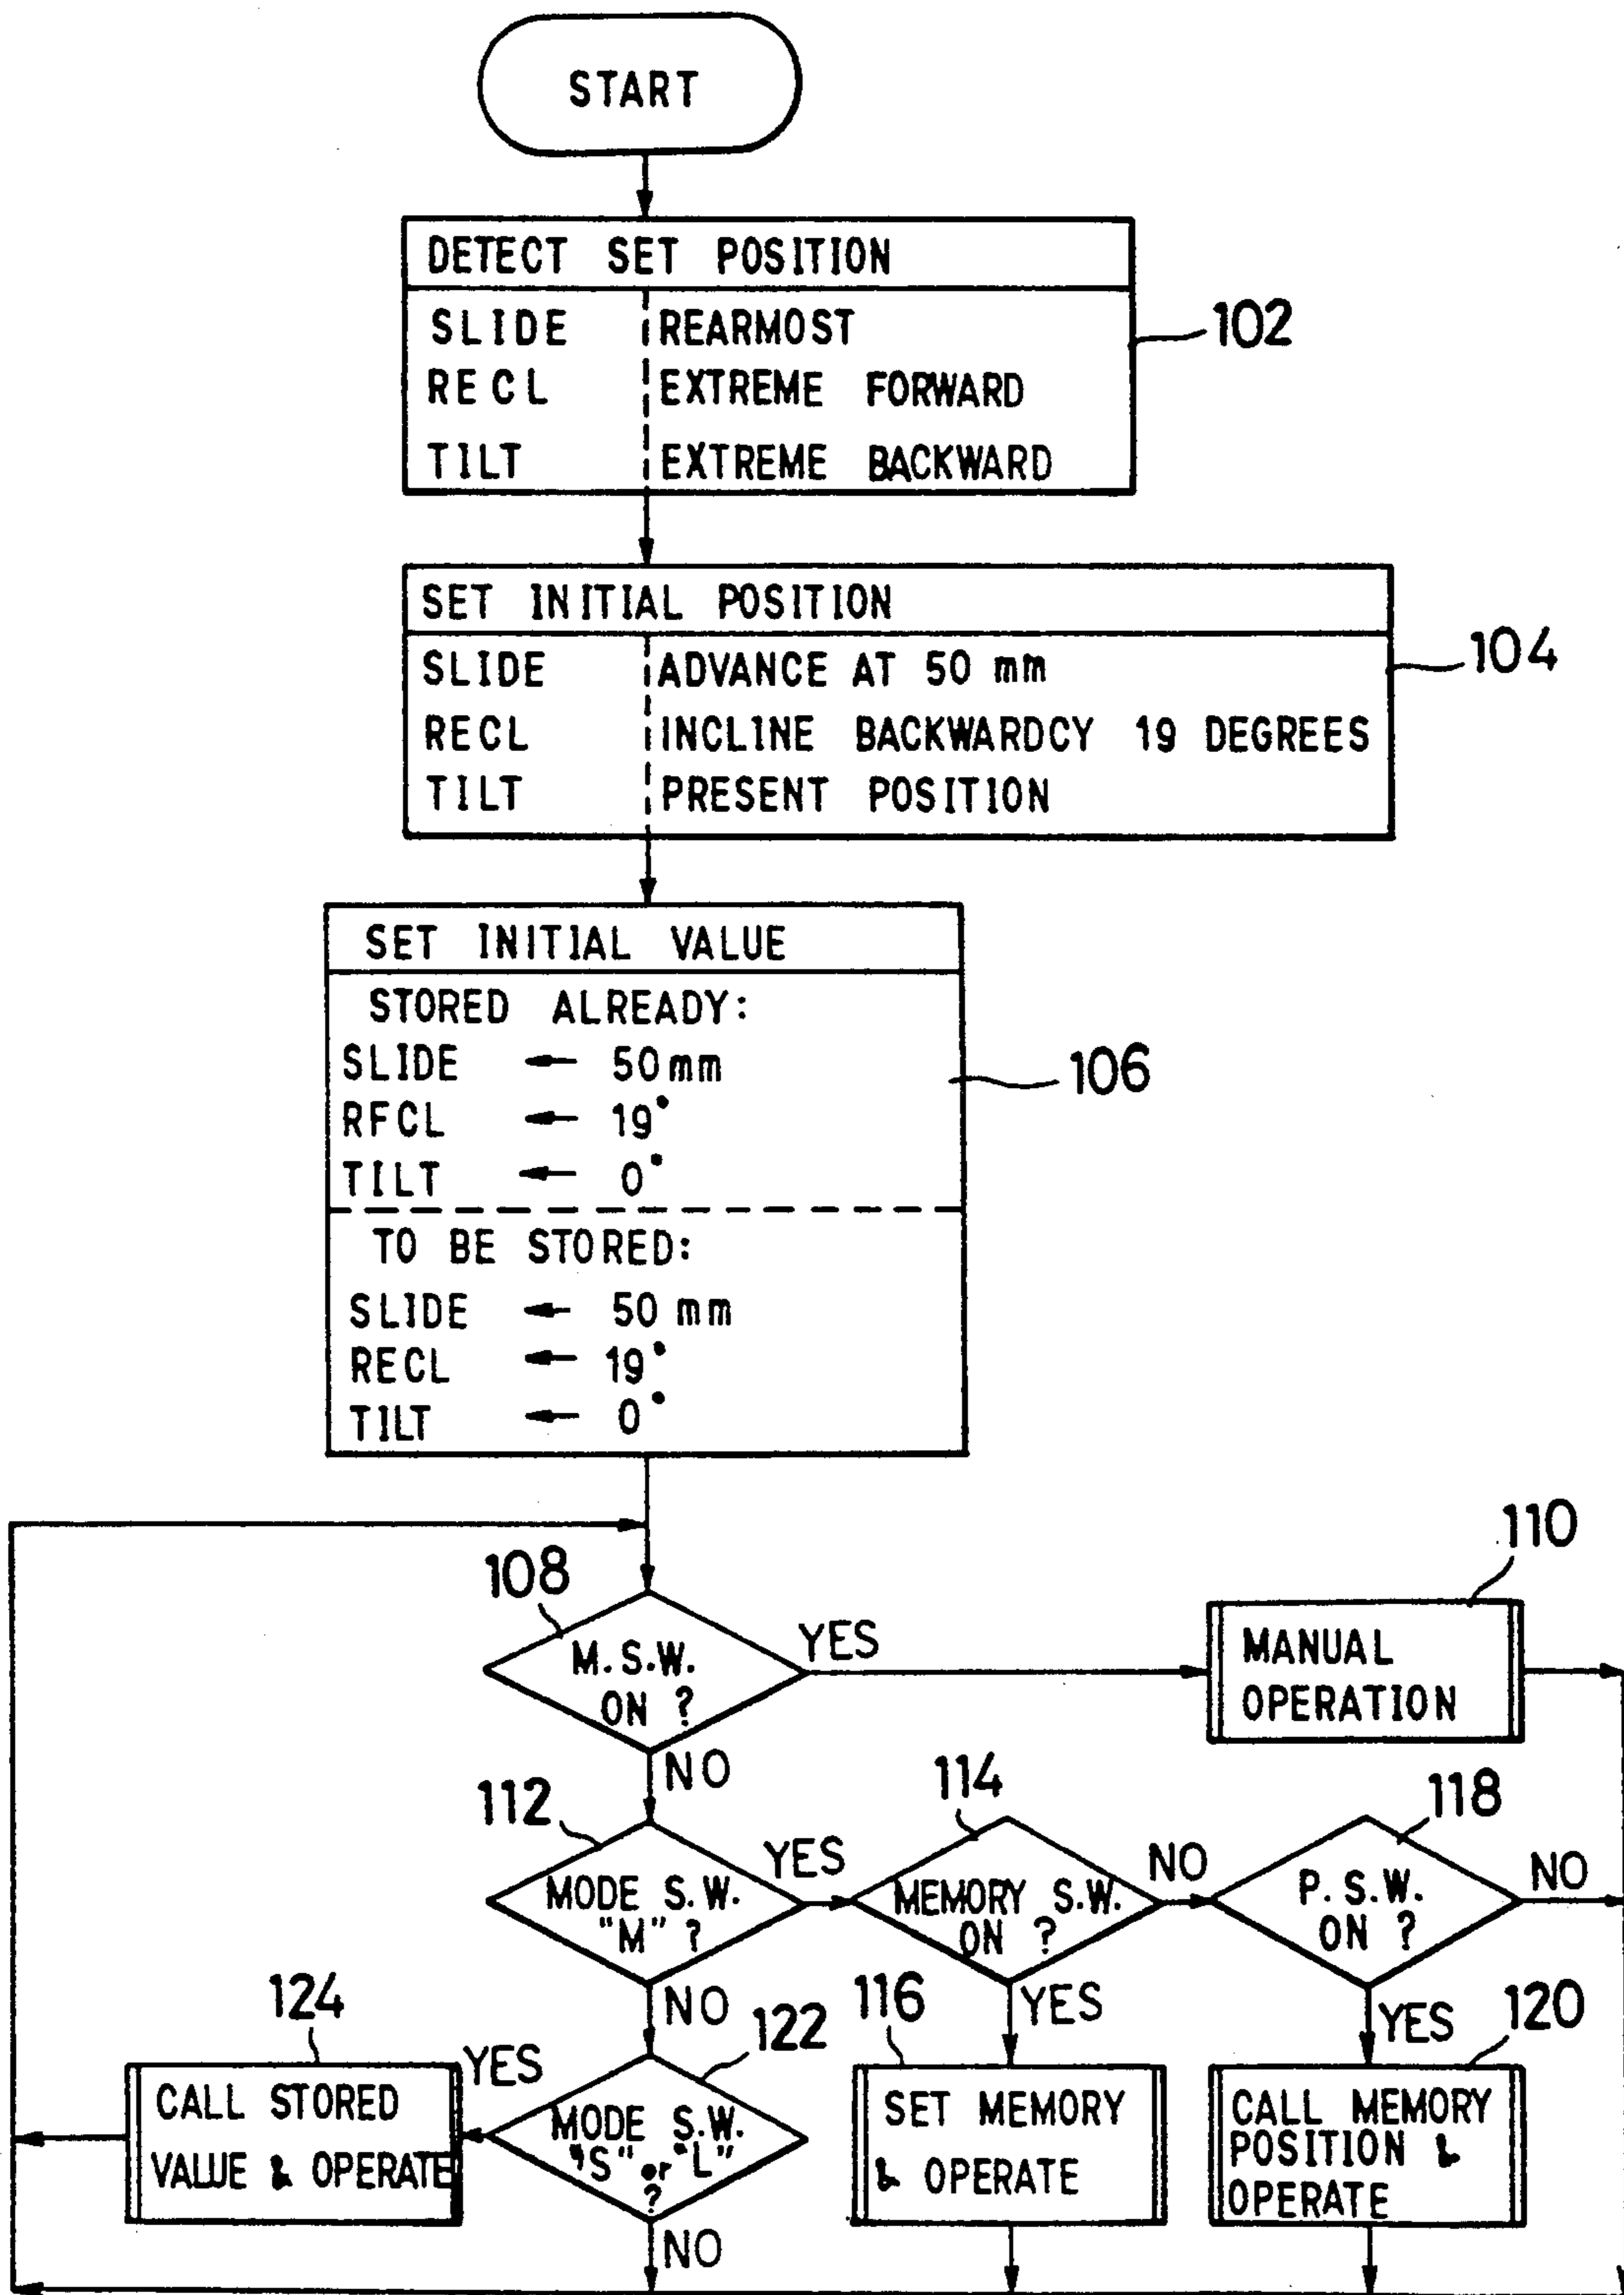 START
DETECT SET POSITION
SLIDE REARMOST
RECL EXTREME FORWARD
TILT EXTREME BACKWARD
102
SET INITIAL POSITION
SLIDE ADVANCE AT 50 mm
RECL INCLINE BACKWARDCY 19 DEGREES
TILT PRESENT POSITION
104
SET INITIAL VALUE
STORED ALREADY:
SLIDE ← 50mm
RFCL ← 19°
TILT ← 0°
106
TO BE STORED:
SLIDE ← 50 mm
RECL ← 19°
TILT ← 0°
108
M.S.W.
ON ?
YES
NO
110
MANUAL
OPERATION
112
MODE S.W.
"M" ?
YES
NO
114
MEMORY S.W.
ON ?
NO
YES
118
P.S.W.
ON ?
NO
YES
124
CALL STORED
VALUE & OPERATE
YES
122
MODE S.W.
"S" or "L"
?
NO
116
SET MEMORY
& OPERATE
120
CALL MEMORY
POSITION &
OPERATE